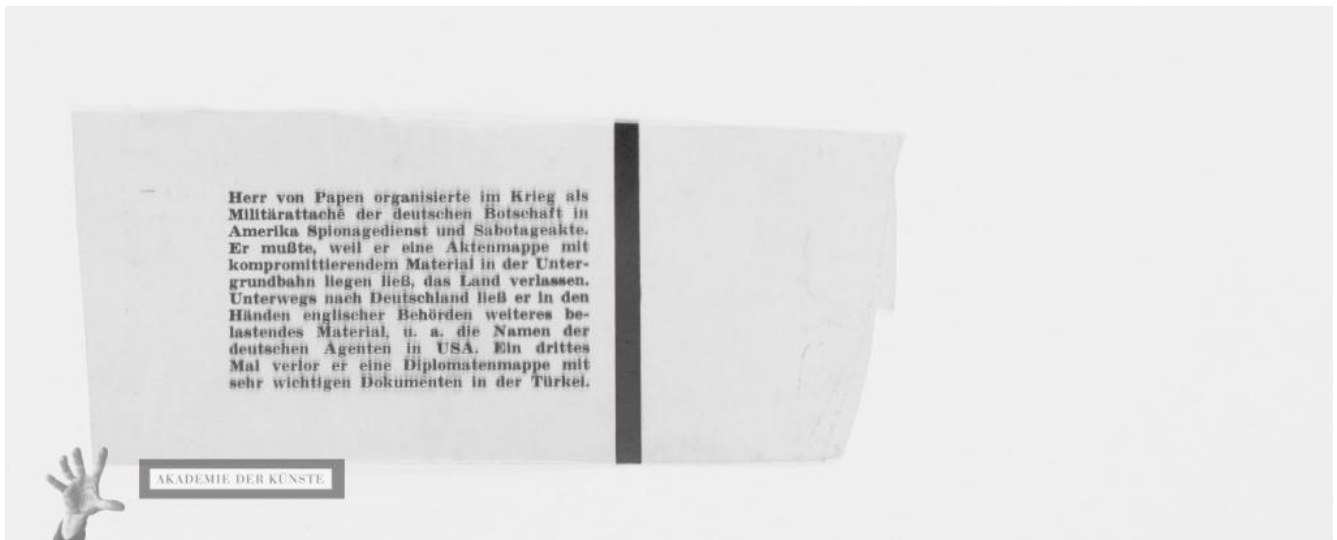 Herr von Papen organisierte im Krieg als
Militärattaché der deutschen Botschaft in
Amerika Spionagedienst und Sabotageakte.
Er mußte, weil er eine Aktenmappe mit
kompromittierendem Material in der Unter-
grundbahn liegen ließ, das Land verlassen.
Unterwegs nach Deutschland ließ er in den
Händen englischer Behörden weiteres be-
lastendes Material, u. a. die Namen der
deutschen Agenten in USA. Ein drittes
Mal verlor er eine Diplomatenmappe mit
sehr wichtigen Dokumenten in der Türkei.
AKADEMIE DER KÜNSTE